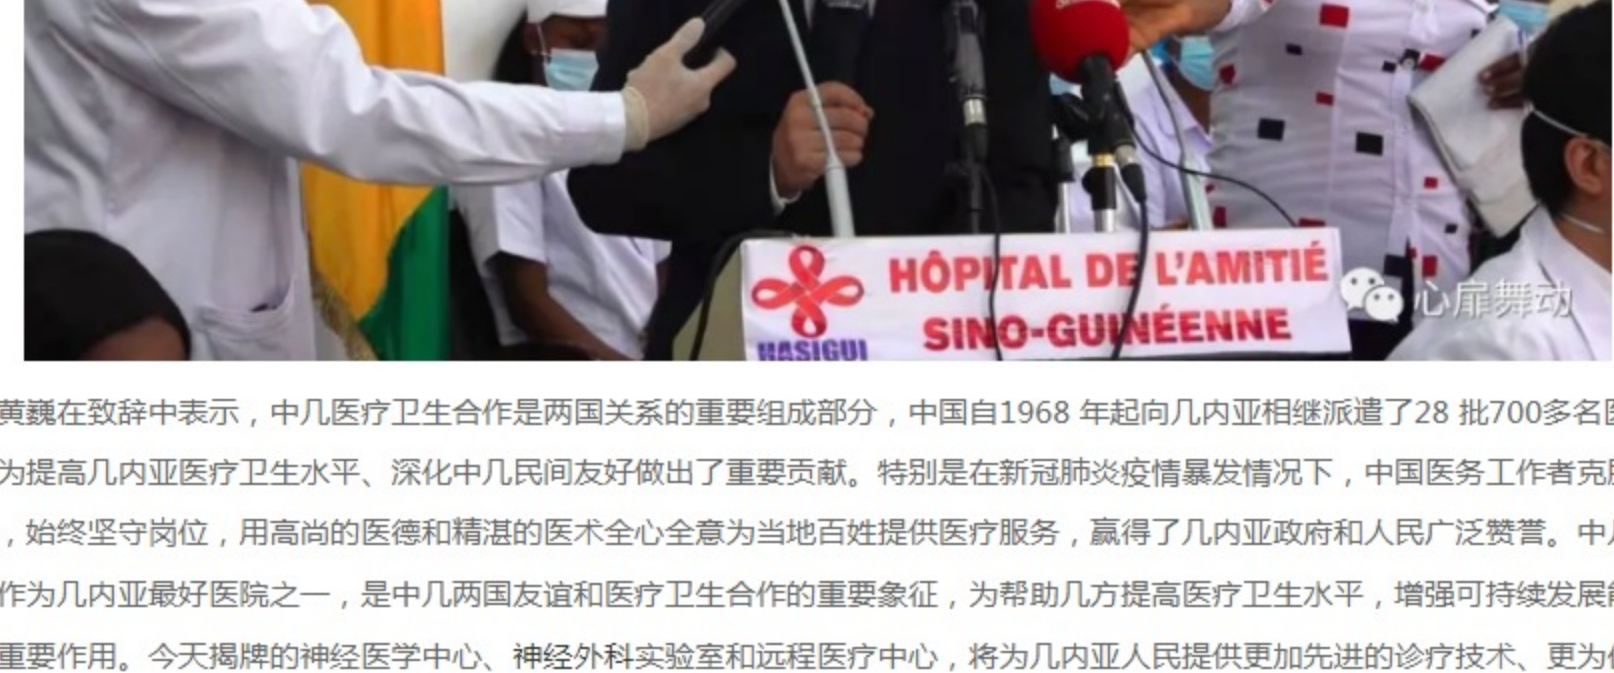 HÔPITAL DE L'AMITIÉ
SINO-GUINÉENNE
HASIGUI
心扉舞动
黄巍在致辞中表示，中几医疗卫生合作是两国关系的重要组成部分，中国自1968 年起向几内亚相继派遣了28 批700多名医
为提高几内亚医疗卫生水平、深化中几民间友好做出了重要贡献。特别是在新冠肺炎疫情暴发情况下，中国医务工作者克服
，始终坚守岗位，用高尚的医德和精湛的医术全心全意为当地百姓提供医疗服务，赢得了几内亚政府和人民广泛赞誉。中几
作为几内亚最好医院之一，是中几两国友谊和医疗卫生合作的重要象征，为帮助几方提高医疗卫生水平，增强可持续发展能
重要作用。今天揭牌的神经医学中心、神经外科实验室和远程医疗中心，将为几内亚人民提供更加先进的诊疗技术、更为